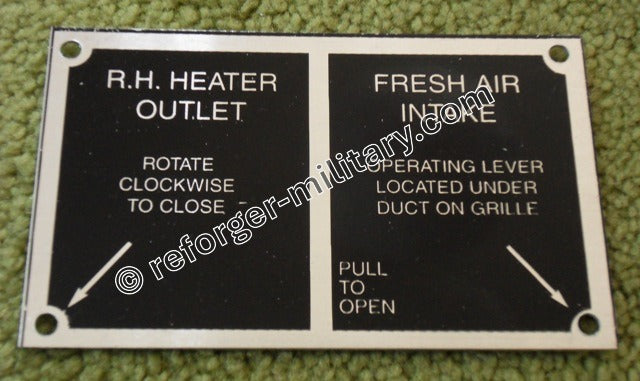 R.H. HEATER
OUTLET
ROTATE
CLOCKWISE
TO CLOSE
FRESH AIR
INTAKE
OPERATING LEVER
LOCATED UNDER
DUCT ON GRILLE
PULL
TO
OPEN
© reforger-military.com